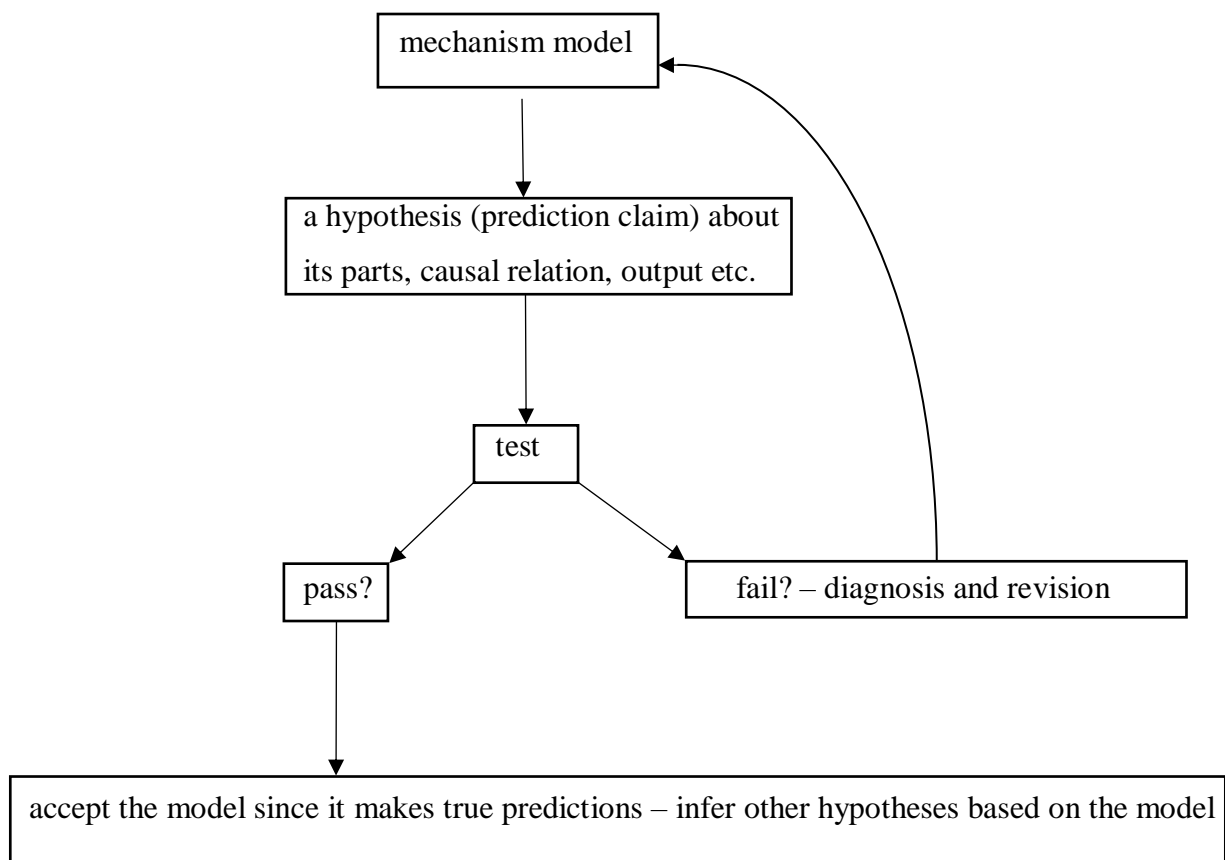 mechanism model
a hypothesis (prediction claim) about
its parts, causal relation, output etc.
test
pass?
fail? – diagnosis and revision
accept the model since it makes true predictions – infer other hypotheses based on the model